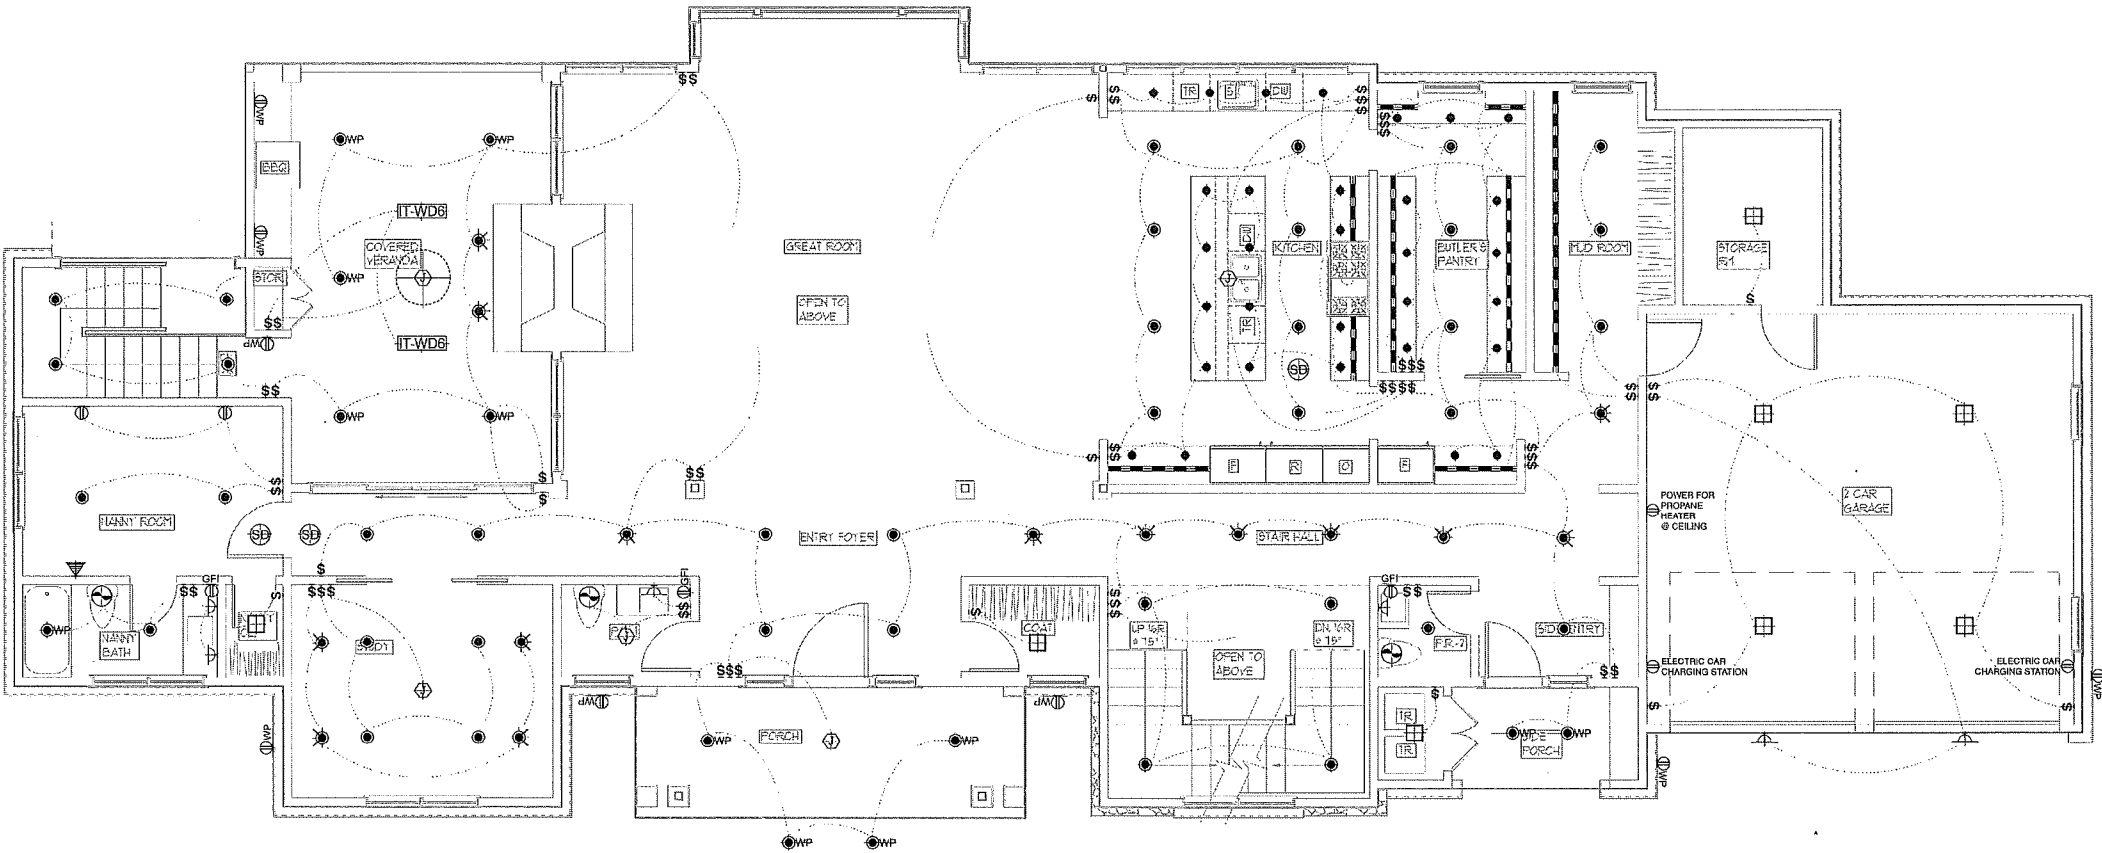 $$
TR
S
DW
$
$$$
$$$
$$$
WP
WP
WP
BBQ
IT-WD6
WP
COVERED
VERANDA
GREAT ROOM
DW
KITCHEN
BUTLER'S
PANTRY
MUD ROOM
STORAGE
STOR
WP
J
J
OPEN TO
ABOVE
TR
$
$$
WP
IT-WD6
SD
$$$
$$$$
$$
WP
WP
$
$
$
$
$$
$
$$$
F
R
O
F
$$$
$
$
$$
NANNY ROOM
SD
SD
ENTRY FOYER
STAIR HALL
POWER FOR
PROPANE
HEATER
@ CEILING
2 CAR
GARAGE
$
GFI
$$
$
$$$
GFI
$$
$
$$$
GFI
$$
WP
NANNY
BATH
STUDY
J
COAT
UP
DN.
SIDE ENTRY
OPEN TO
ABOVE
$$$
$$
ELECTRIC CAR
CHARGING STATION
ELECTRIC CAR
CHARGING STATION
WP
J
WP
WP
$
$
$
WP
WP
PORCH
J
WP
TR
TR
WP
SIDE
PORCH
WP
WP
WP
WP